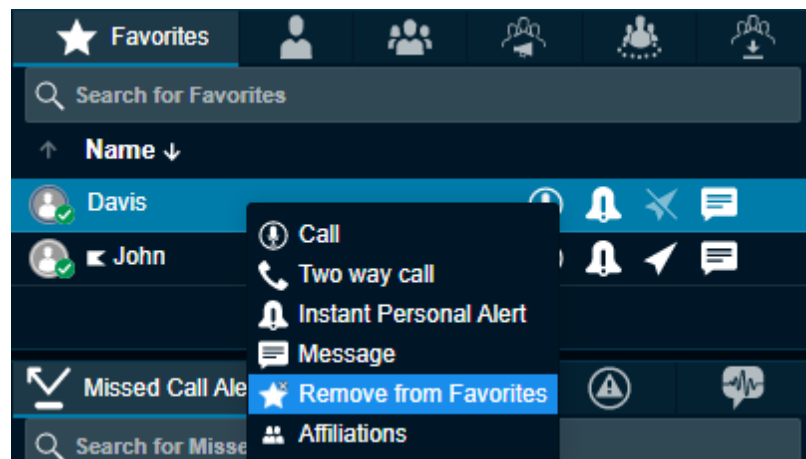 Favorites
Search for Favorites
Name
Davis
Call
John
Two way call
Instant Personal Alert
Message
Missed Call Ale
Remove from Favorites
Search for Misse
Affiliations